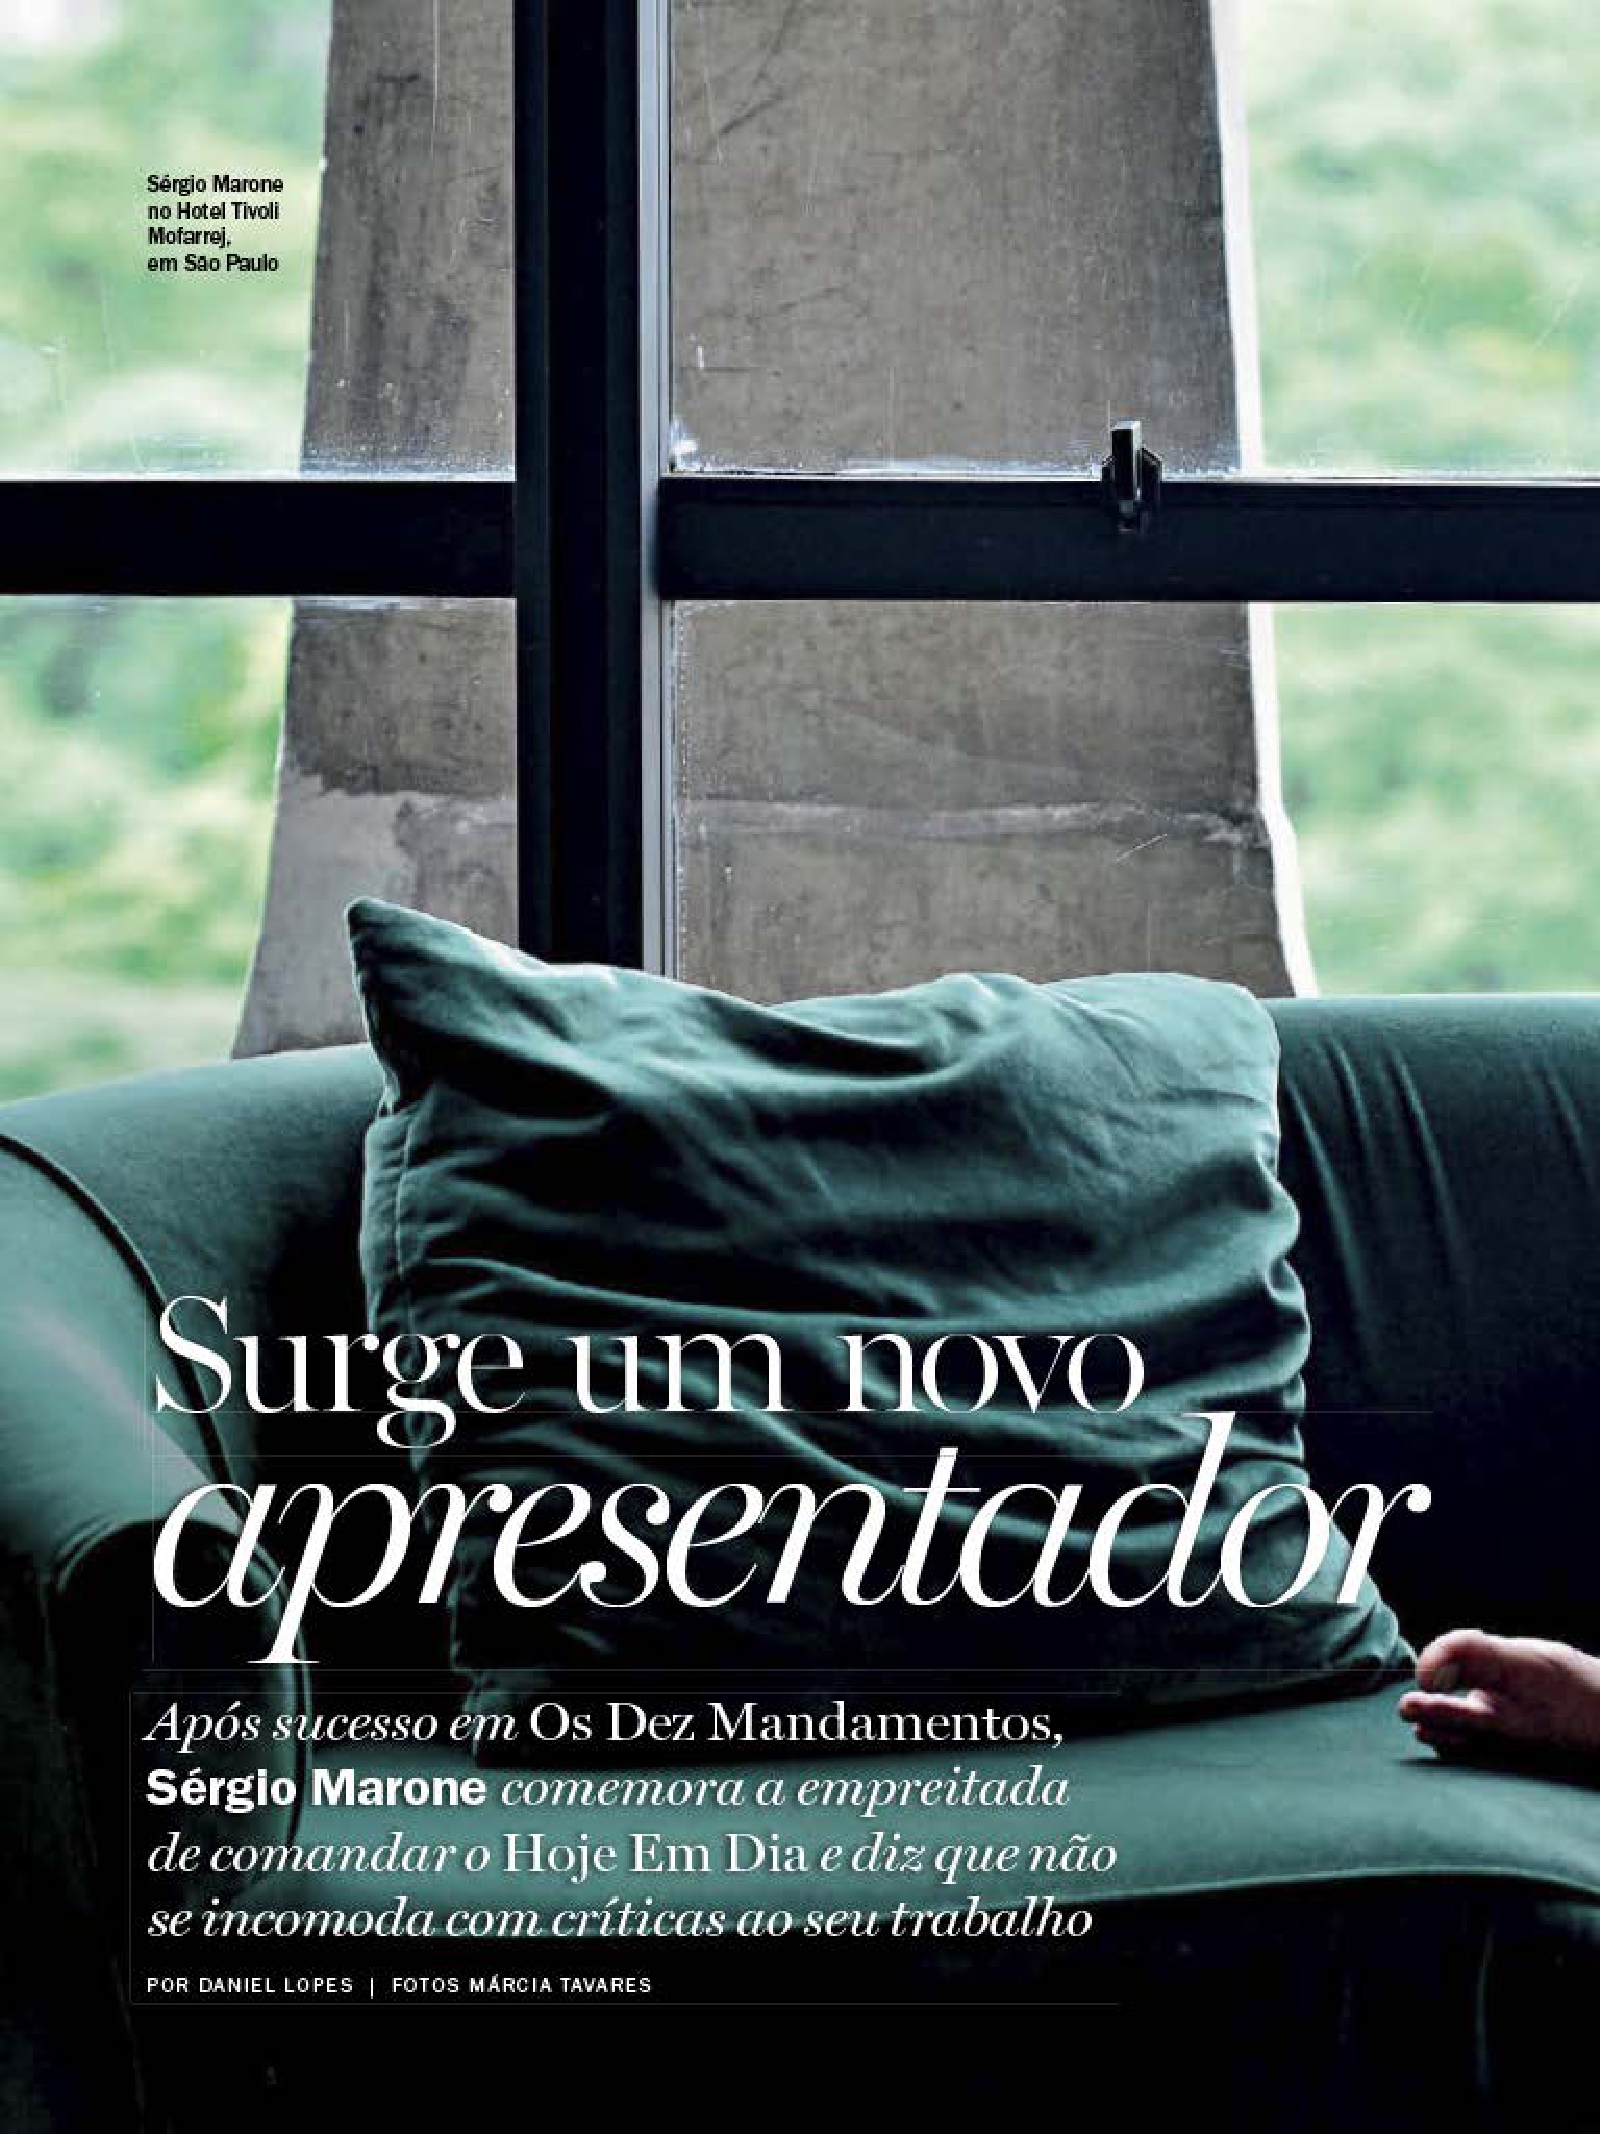 Sérgio Marone
no Hotel Tivoli
Mofarrej,
em São Paulo
Surge um novo
apresentador
Após sucesso em Os Dez Mandamentos,
Sérgio Marone comemora a empreitada
de comandar o Hoje Em Dia e diz que não
se incomoda com críticas ao seu trabalho
POR DANIEL LOPES | FOTOS MÁRCIA TAVARES